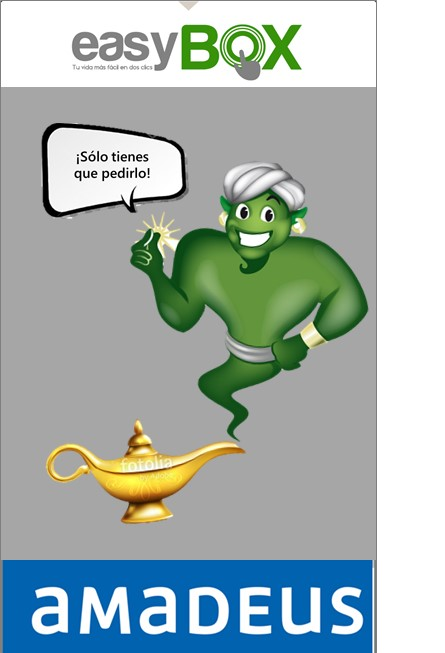 easyBOX
Tu vida más fácil en dos clics
¡Sólo tienes
que pedirlo!
fotolia
amadeus